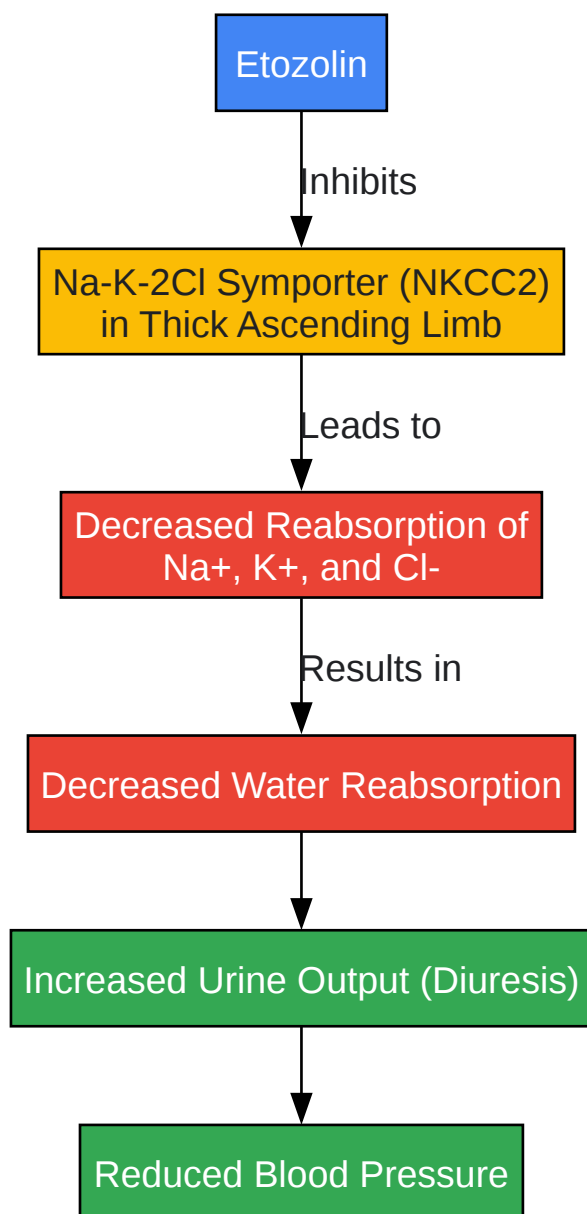 Etozolin
Inhibits
Na-K-2Cl Symporter (NKCC2)
in Thick Ascending Limb
Leads to
Decreased Reabsorption of
Na+, K+, and Cl-
Results in
Decreased Water Reabsorption
Increased Urine Output (Diuresis)
Reduced Blood Pressure